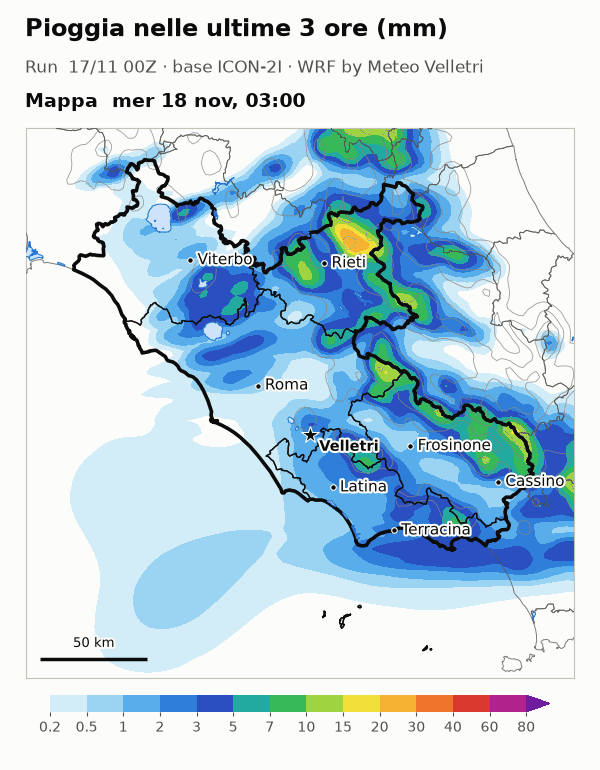 Pioggia nelle ultime 3 ore (mm)
Run  17/11 00Z · base ICON-2I · WRF by Meteo Velletri
Mappa  mer 18 nov, 03:00
Viterbo
Rieti
Roma
Velletri
Frosinone
Cassino
Latina
Terracina
50 km
0.2 0.5 1 2 3 5 7 10 15 20 30 40 60 80